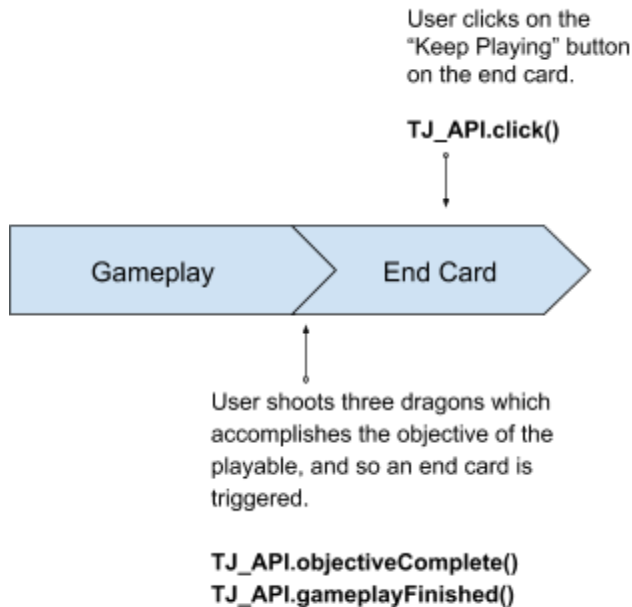 User clicks on the
“Keep Playing” button
on the end card.
TJ_API.click()
Gameplay
End Card
User shoots three dragons which
accomplishes the objective of the
playable, and so an end card is
triggered.
TJ_API.objectiveComplete()
TJ_API.gameplayFinished()